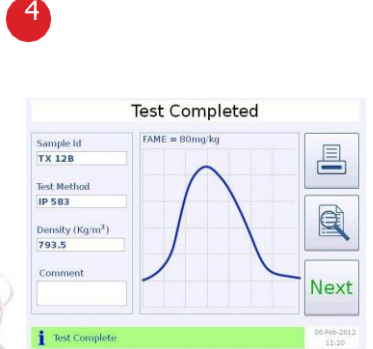 4
Test Completed
Sample Id
TX 12B
Test Method
IP 583
Density (Kg/m³)
793.5
Comment
FAME = 80mg/kg
Next
i Test Complete
06-Feb-2012
11:20